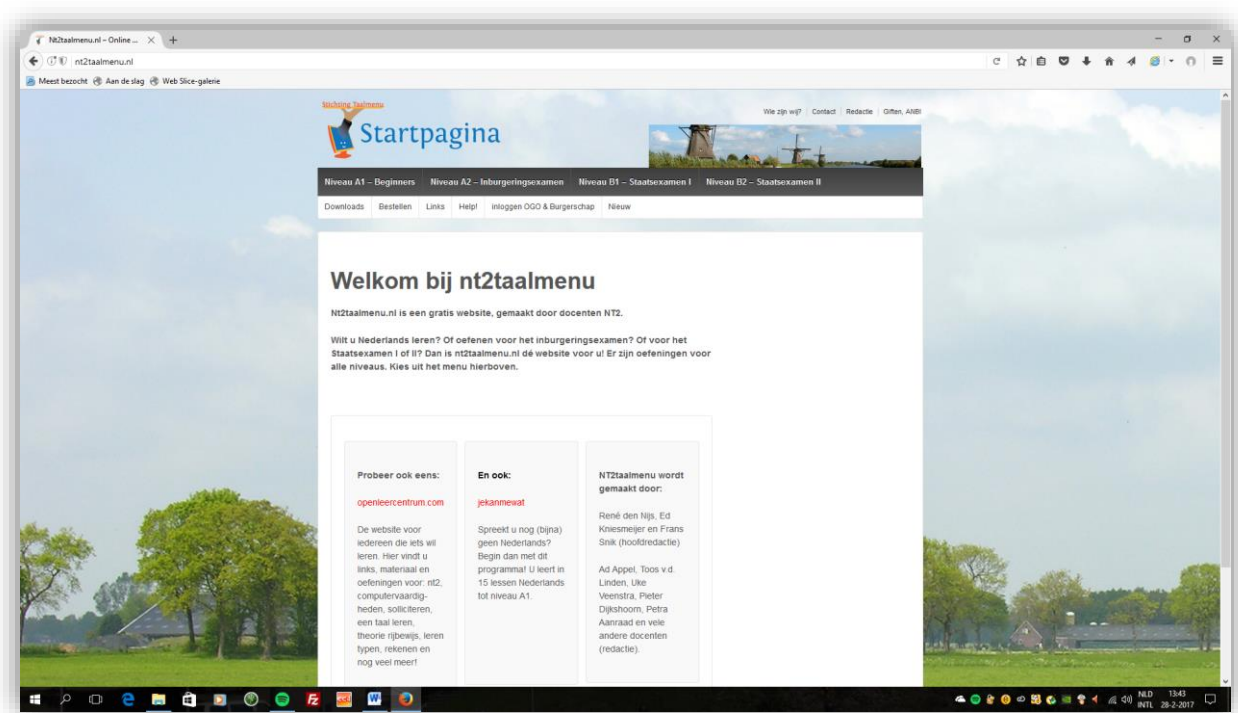 Nt2taalmenu.nl – Online ...
nt2taalmenu.nl
Meest bezocht Aan de slag Web Slice-galerie
Stichting Taalmenu
Wie zijn wij? Contact Redactie Giften, ANBI
Startpagina
Niveau A1 – Beginners Niveau A2 – Inburgeringsexamen Niveau B1 – Staatsexamen I Niveau B2 – Staatsexamen II
Downloads Bestellen Links Help! inloggen OGO & Burgerschap Nieuw
Welkom bij nt2taalmenu
Nt2taalmenu.nl is een gratis website, gemaakt door docenten NT2.
Wilt u Nederlands leren? Of oefenen voor het inburgeringsexamen? Of voor het
Staatsexamen I of II? Dan is nt2taalmenu.nl dé website voor u! Er zijn oefeningen voor
alle niveaus. Kies uit het menu hierboven.
Probeer ook eens:
openleercentrum.com
De website voor
iedereen die iets wil
leren. Hier vindt u
links, materiaal en
oefeningen voor: nt2,
computervaardig-
heden, solliciteren,
een taal leren,
theorie rijbewijs, leren
typen, rekenen en
nog veel meer!
En ook:
jekanmewat
Spreekt u nog (bijna)
geen Nederlands?
Begin dan met dit
programma! U leert in
15 lessen Nederlands
tot niveau A1.
NT2taalmenu wordt
gemaakt door:
René den Nijs, Ed
Kniesmeijer en Frans
Snik (hoofdredactie)
Ad Appel, Toos v.d.
Linden, Uke
Veenstra, Pieter
Dijkshoorn, Petra
Aanraad en vele
andere docenten
(redactie).
NLD 13:43
INTL 28-2-2017